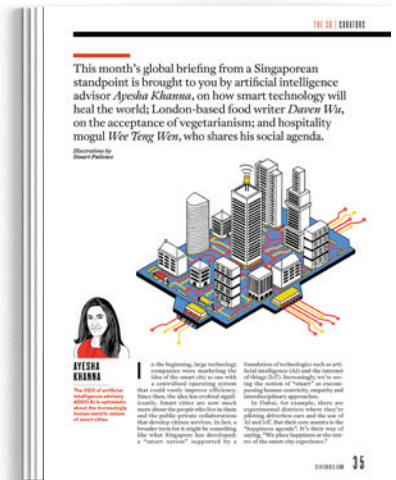 THE SG | CURATORS
This month's global briefing from a Singaporean
standpoint is brought to you by artificial intelligence
advisor Ayesha Khanna, on how smart technology will
heal the world; London-based food writer Daven Wu,
on the acceptance of vegetarianism; and hospitality
mogul Wee Teng Wen, who shares his social agenda.
Illustrations by
Stuart Patience
AYESHA
KHANNA
The CEO of artificial
intelligence advisory
ADDO AI is optimistic
about the increasingly
human-centric nature
of smart cities
In the beginning, large technology
companies were marketing the
idea of the smart city as one with
a centralised operating system
that could vastly improve efficiency.
Since then, the idea has evolved signif-
icantly. Smart cities are now much
more about the people who live in them
and the public-private collaborations
that develop citizen services. In fact, a
broader term for it might be something
like what Singapore has developed:
a "smart nation" supported by a
foundation of technologies such as arti-
ficial intelligence (AI) and the internet
of things (IoT). Increasingly, we're see-
ing the notion of "smart" as encom-
passing human-centricity, empathy and
interdisciplinary approaches.
In Dubai, for example, there are
experimental districts where they're
piloting driverless cars and the use of
AI and IoT. But their core mantra is the
"happiness agenda". It's their way of
saying, "We place happiness at the cen-
tre of the smart city experience."
35